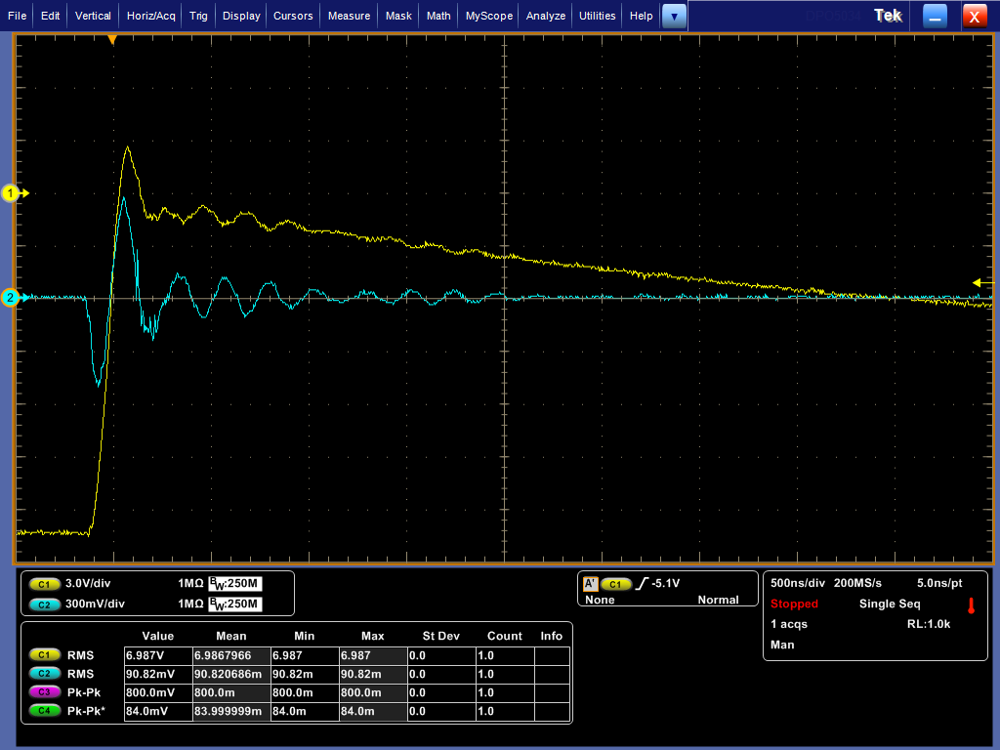 File Edit Vertical Horiz/Acq Trig Display Cursors Measure Mask Math MyScope Analyze Utilities Help Tek X
1
2
C1 3.0V/div 1MΩ BW:250M
C2 300mV/div 1MΩ BW:250M
A' C1 -5.1V
None Normal
500ns/div 200MS/s 5.0ns/pt
Stopped Single Seq
1 acqs RL:1.0k
Man
Value Mean Min Max St Dev Count Info
C1 RMS 6.987V 6.9867966 6.987 6.987 0.0 1.0
C2 RMS 90.82mV 90.820686m 90.82m 90.82m 0.0 1.0
C3 Pk-Pk 800.0mV 800.0m 800.0m 800.0m 0.0 1.0
C4 Pk-Pk* 84.0mV 83.999999m 84.0m 84.0m 0.0 1.0